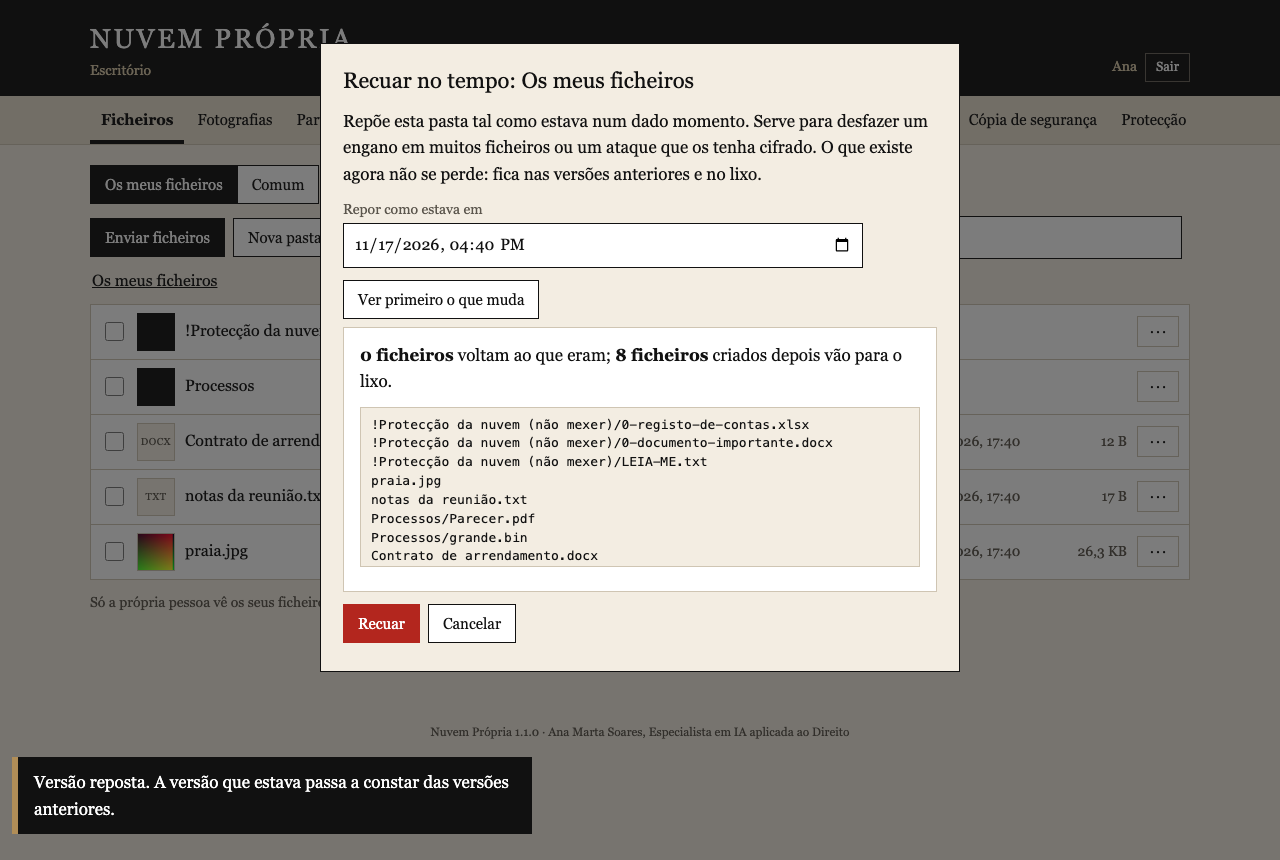 NUVEM PRÓPRIA
Escritório
Ana
Sair
Ficheiros
Fotografias
Cópia de segurança
Protecção
Os meus ficheiros
Comum
Enviar ficheiros
Nova pasta
Os meus ficheiros
!Protecção da
Processos
DOCX
Contrato de
17:40
12 B
TXT
notas da
17:40
17 B
praia.jpg
17:40
26,3 KB
Só a própria pessoa vê os seus
Recuar no tempo: Os meus ficheiros
Repõe esta pasta tal como estava num dado momento. Serve para desfazer um
engano em muitos ficheiros ou um ataque que os tenha cifrado. O que existe
agora não se perde: fica nas versões anteriores e no lixo.
Repor como estava em
11/17/2026, 04:40 PM
Ver primeiro o que muda
0 ficheiros voltam ao que eram; 8 ficheiros criados depois vão para o
lixo.
!Protecção da nuvem (não mexer)/0-registo-de-contas.xlsx
!Protecção da nuvem (não mexer)/0-documento-importante.docx
!Protecção da nuvem (não mexer)/LEIA-ME.txt
praia.jpg
notas da reunião.txt
Processos/Parecer.pdf
Processos/grande.bin
Contrato de arrendamento.docx
Recuar
Cancelar
Nuvem Própria 1.1.0 · Ana Marta Soares, Especialista em IA aplicada ao Direito
Versão reposta. A versão que estava passa a constar das versões
anteriores.